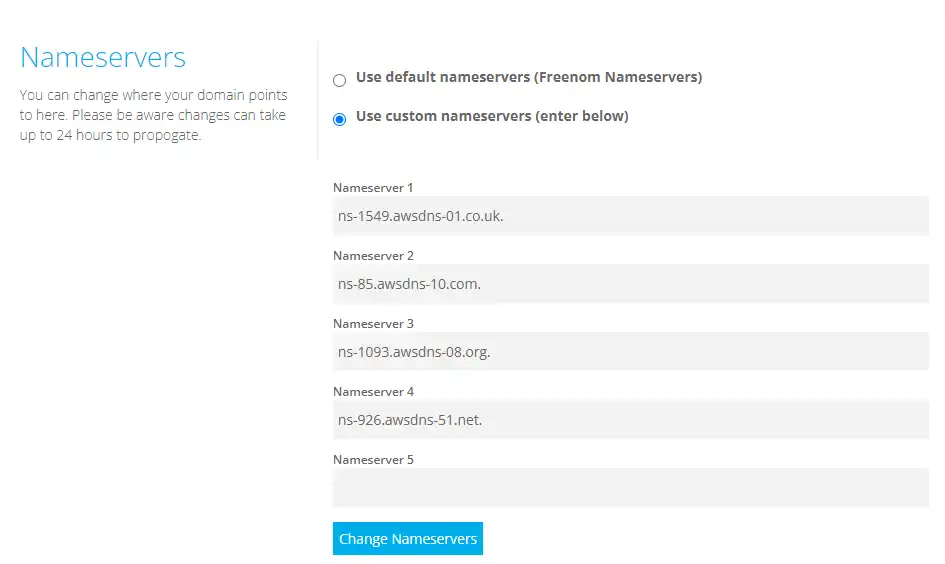 Nameservers
You can change where your domain points
to here. Please be aware changes can take
up to 24 hours to propogate.
Use default nameservers (Freenom Nameservers)
Use custom nameservers (enter below)
Nameserver 1
ns-1549.awsdns-01.co.uk.
Nameserver 2
ns-85.awsdns-10.com.
Nameserver 3
ns-1093.awsdns-08.org.
Nameserver 4
ns-926.awsdns-51.net.
Nameserver 5
Change Nameservers